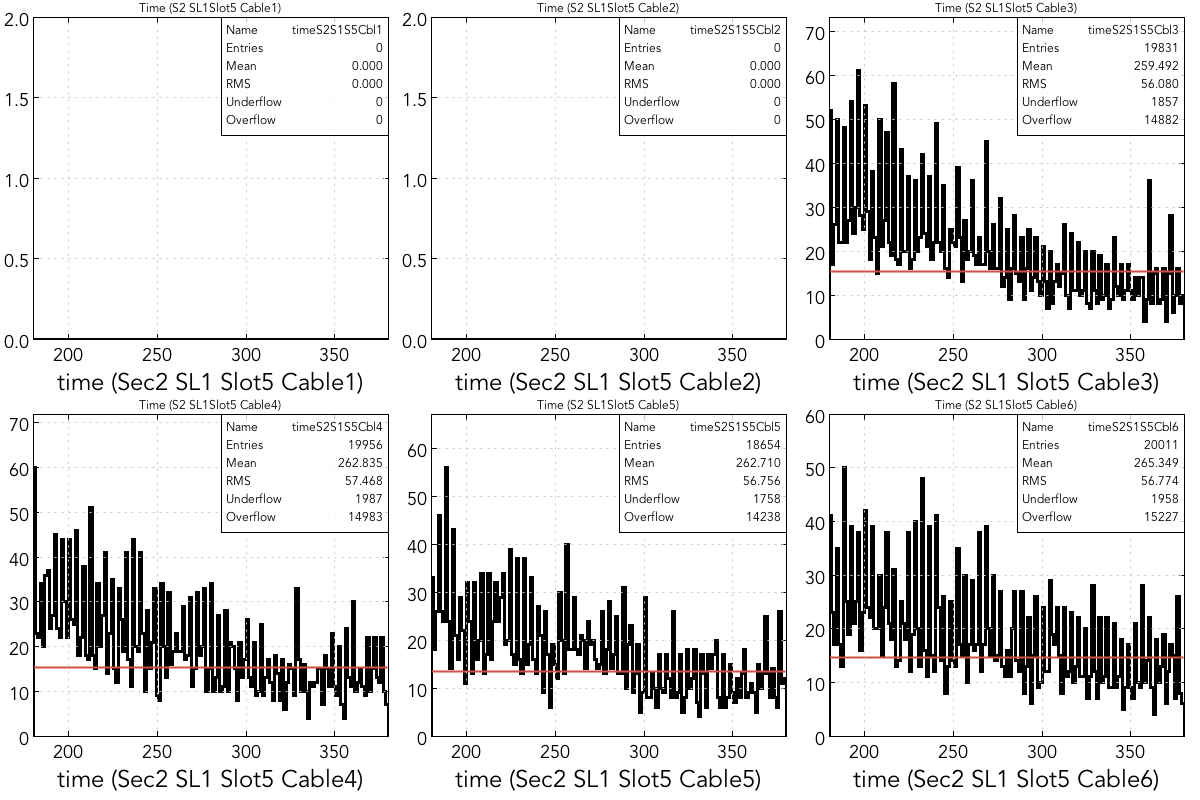 Time (S2 SL1Slot5 Cable1)
2.0
1.5
1.0
0.5
0.0
Name timeS2S1S5Cbl1
Entries 0
Mean 0.000
RMS 0.000
Underflow 0
Overflow 0
200 250 300 350
time (Sec2 SL1 Slot5 Cable1)
Time (S2 SL1Slot5 Cable2)
2.0
1.5
1.0
0.5
0.0
Name timeS2S1S5Cbl2
Entries 0
Mean 0.000
RMS 0.000
Underflow 0
Overflow 0
200 250 300 350
time (Sec2 SL1 Slot5 Cable2)
Time (S2 SL1Slot5 Cable3)
70
60
50
40
30
20
10
0
Name timeS2S1S5Cbl3
Entries 19831
Mean 259.492
RMS 56.080
Underflow 1857
Overflow 14882
200 250 300 350
time (Sec2 SL1 Slot5 Cable3)
Time (S2 SL1Slot5 Cable4)
70
60
50
40
30
20
10
0
Name timeS2S1S5Cbl4
Entries 19956
Mean 262.835
RMS 57.468
Underflow 1987
Overflow 14983
200 250 300 350
time (Sec2 SL1 Slot5 Cable4)
Time (S2 SL1Slot5 Cable5)
60
50
40
30
20
10
0
Name timeS2S1S5Cbl5
Entries 18654
Mean 262.710
RMS 56.756
Underflow 1758
Overflow 14238
200 250 300 350
time (Sec2 SL1 Slot5 Cable5)
Time (S2 SL1Slot5 Cable6)
60
50
40
30
20
10
0
Name timeS2S1S5Cbl6
Entries 20011
Mean 265.349
RMS 56.774
Underflow 1958
Overflow 15227
200 250 300 350
time (Sec2 SL1 Slot5 Cable6)